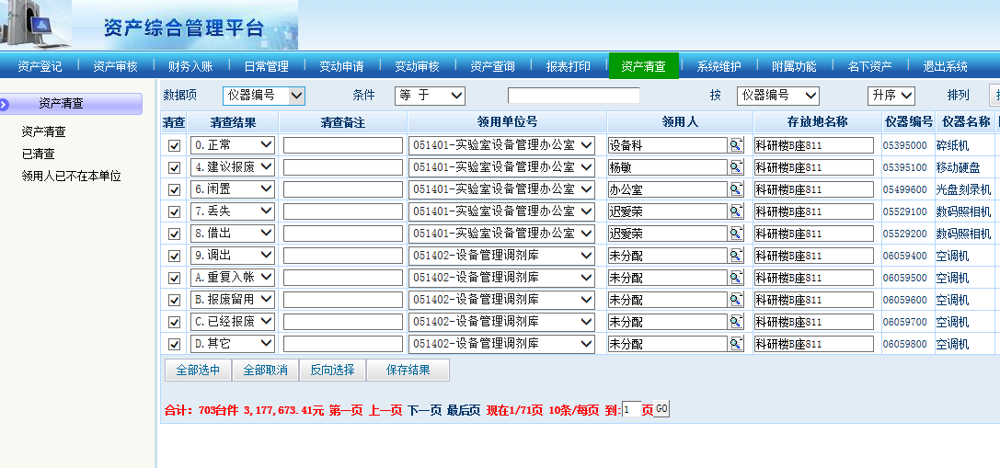 资产综合管理平台
资产登记 资产审核 财务入账 日常管理 变动申请 变动审核 资产查询 报表打印 资产清查 系统维护 附属功能 名下资产 退出系统
资产清查
资产清查
已清查
领用人已不在本单位
数据项 仪器编号 条件 等 于 按 仪器编号 升序 排列
清查 清查结果 清查备注 领用单位号 领用人 存放地名称 仪器编号 仪器名称
0.正常 051401-实验室设备管理办公室 设备科 科研楼B座811 05395000 碎纸机
4.建议报废 051401-实验室设备管理办公室 杨敏 科研楼B座811 05395100 移动硬盘
6.闲置 051401-实验室设备管理办公室 办公室 科研楼B座811 05499600 光盘刻录机
7.丢失 051401-实验室设备管理办公室 迟爱荣 科研楼B座811 05529100 数码照相机
8.借出 051401-实验室设备管理办公室 迟爱荣 科研楼B座811 05529200 数码照相机
9.调出 051402-设备管理调剂库 未分配 科研楼B座811 06059400 空调机
A.重复入帐 051402-设备管理调剂库 未分配 科研楼B座811 06059500 空调机
B.报废留用 051402-设备管理调剂库 未分配 科研楼B座811 06059600 空调机
C.已经报废 051402-设备管理调剂库 未分配 科研楼B座811 06059700 空调机
D.其它 051402-设备管理调剂库 未分配 科研楼B座811 06059800 空调机
全部选中 全部取消 反向选择 保存结果
合计: 703台件 3,177,673.41元 第一页 上一页 下一页 最后页 现在1/71页 10条/每页 到:1页GO